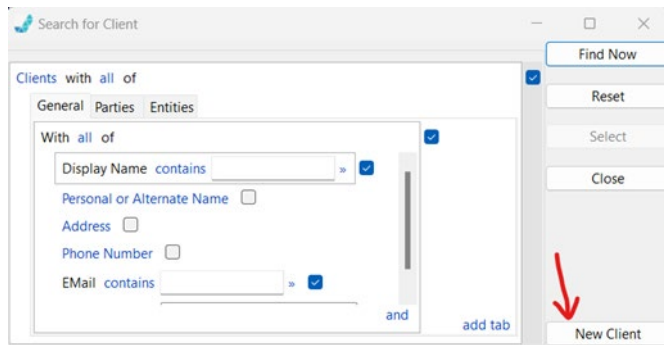 Search for Client
Find Now
Clients with all of
Reset
General Parties Entities
With all of
Select
Display Name contains »
Close
Personal or Alternate Name
Address
Phone Number
EMail contains »
and
add tab
New Client